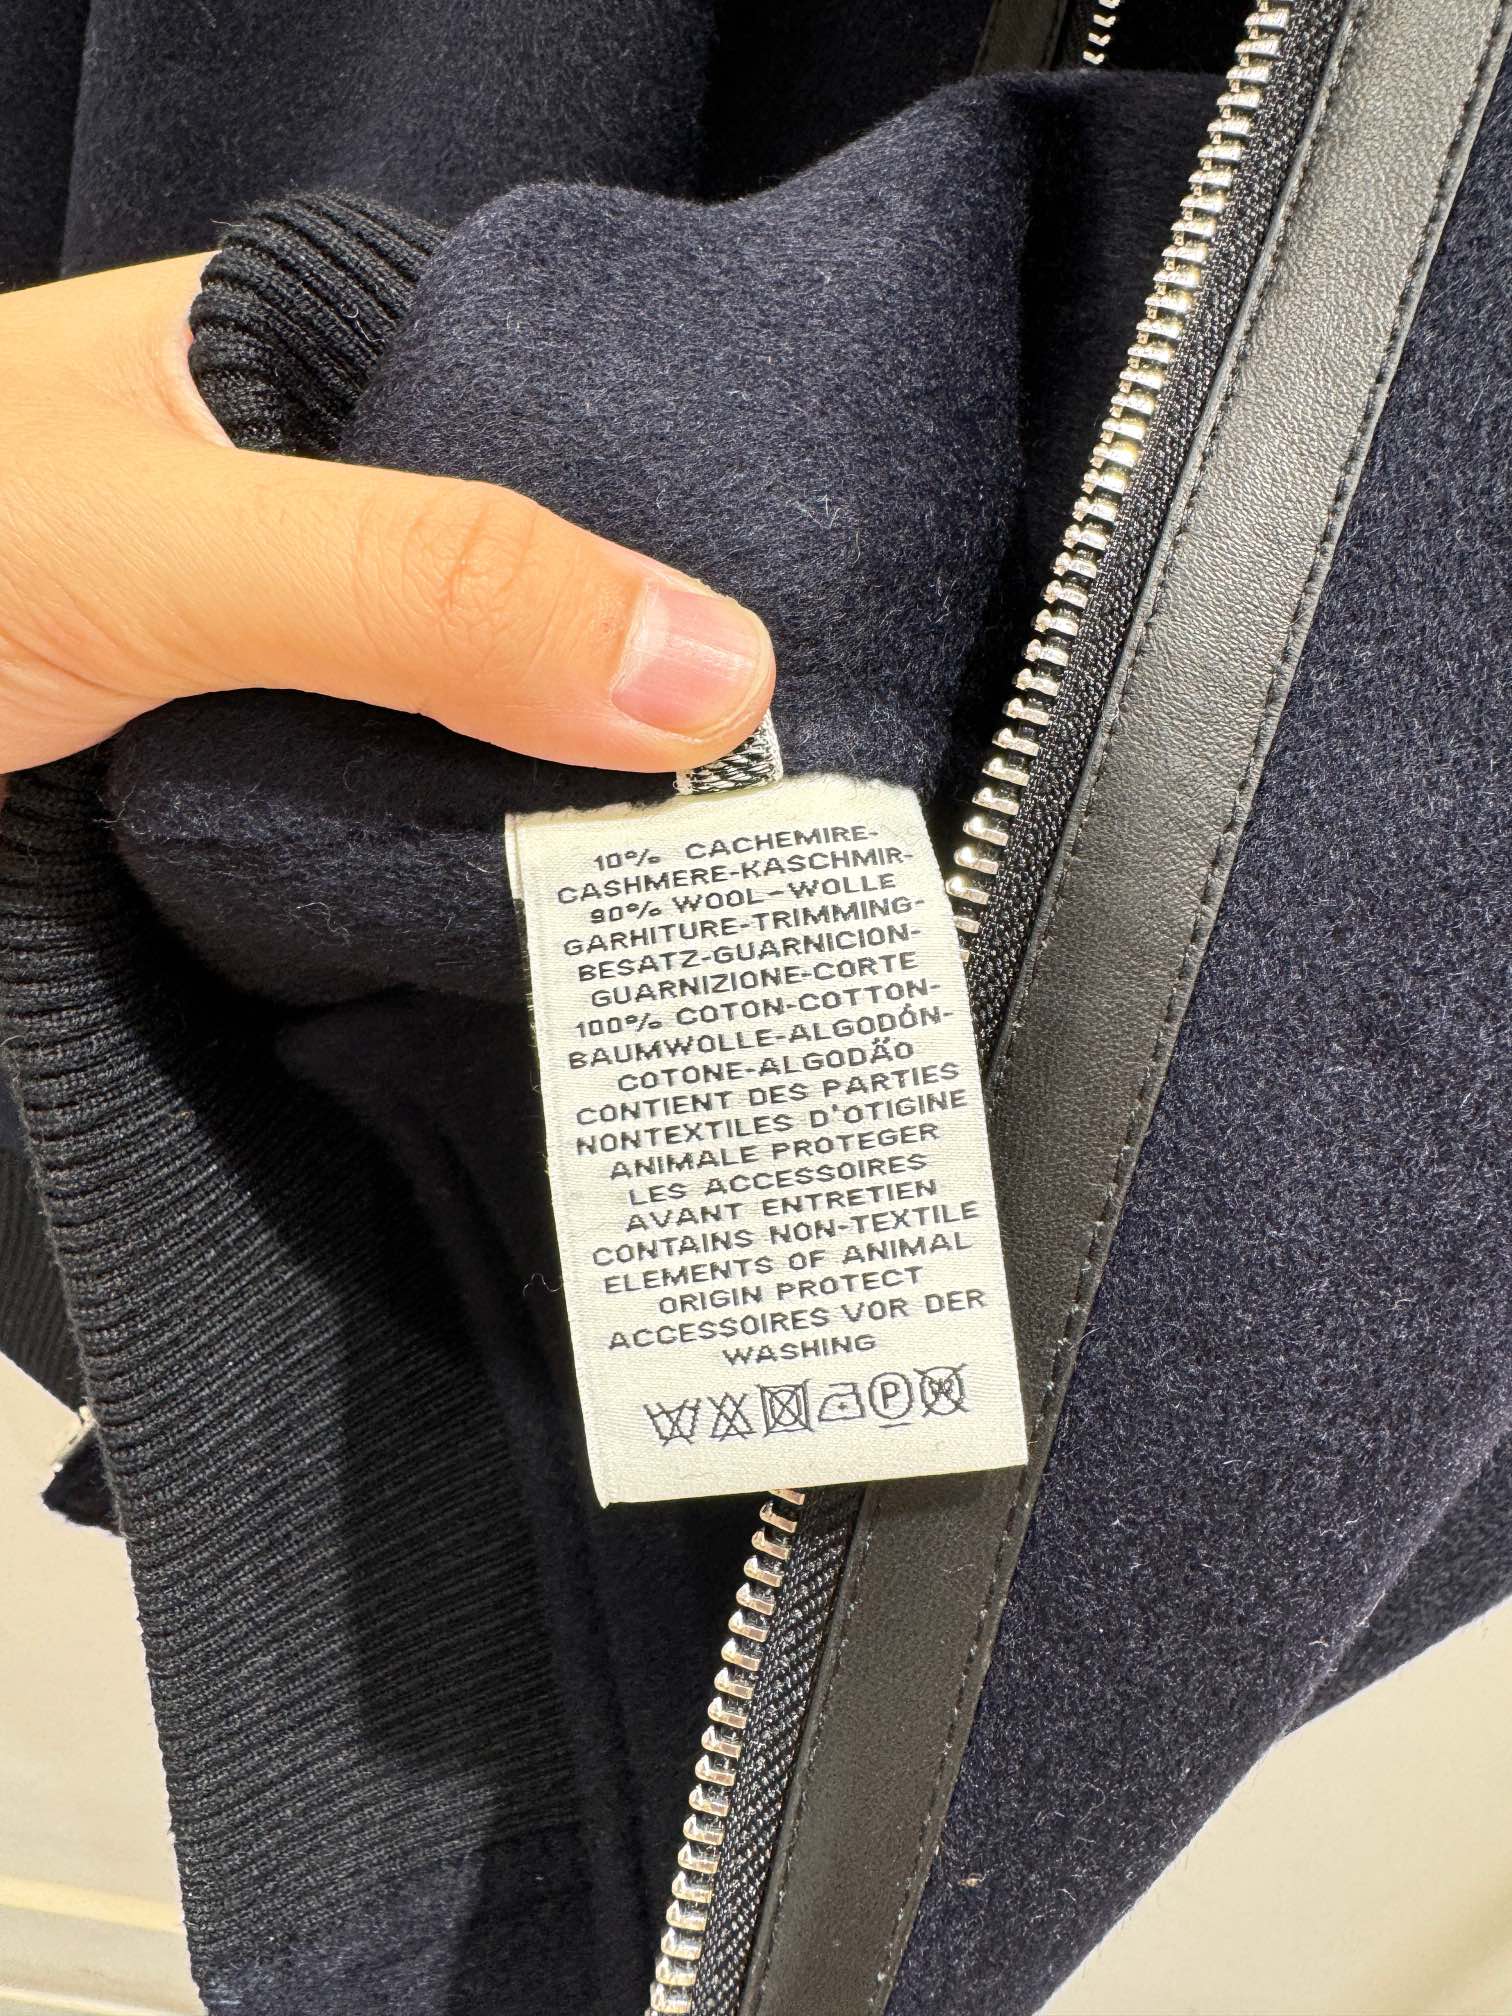 10% CACHEMIRE-
CASHMERE-KASCHMIR-
90% WOOL-WOLLE
GARHITURE-TRIMMING-
BESATZ-GUARNICION-
GUARNIZIONE-CORTE
100% COTON-COTTON-
BAUMWOLLE-ALGODÓN-
COTONE-ALGODÃO
CONTIENT DES PARTIES
NONTEXTILES D'OTIGINE
ANIMALE PROTEGER
LES ACCESSOIRES
AVANT ENTRETIEN
CONTAINS NON-TEXTILE
ELEMENTS OF ANIMAL
ORIGIN PROTECT
ACCESSOIRES VOR DER
WASHING
P W